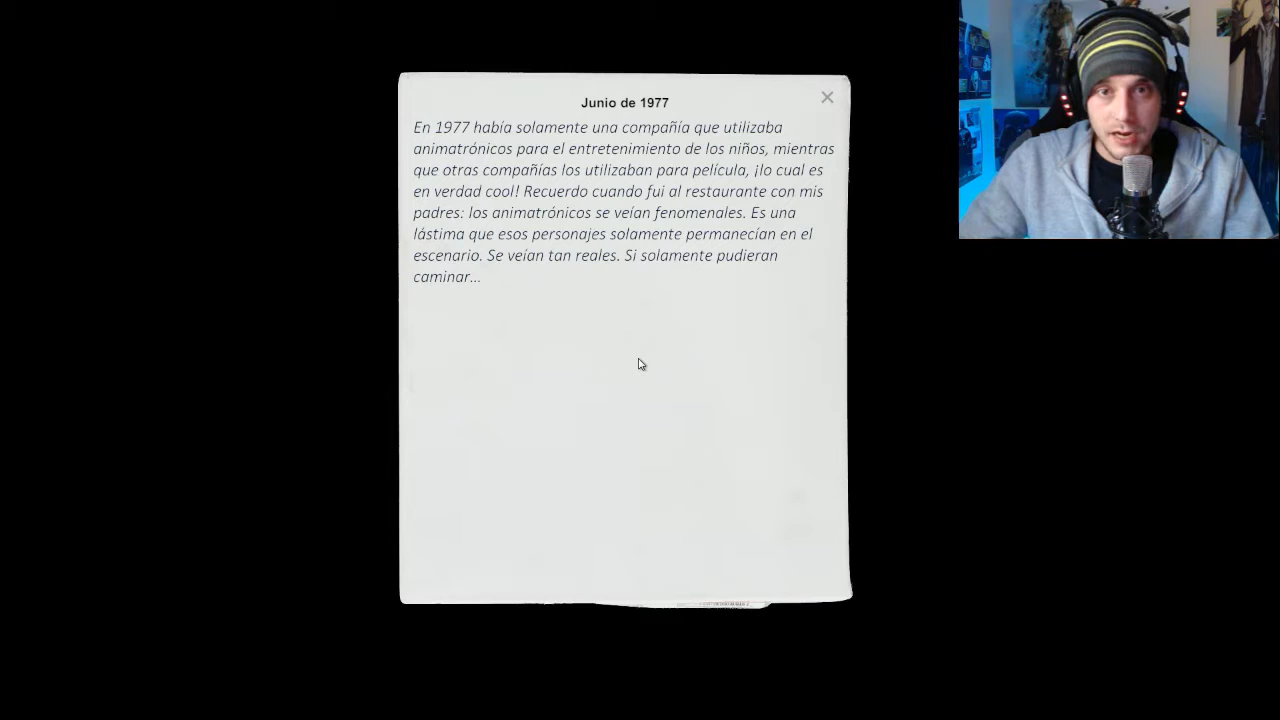 Junio de 1977
En 1977 había solamente una compañía que utilizaba
animatrónicos para el entretenimiento de los niños, mientras
que otras compañías los utilizaban para película, ¡lo cual es
en verdad cool! Recuerdo cuando fui al restaurante con mis
padres: los animatrónicos se veían fenomenales. Es una
lástima que esos personajes solamente permanecían en el
escenario. Se veían tan reales. Si solamente pudieran
caminar...